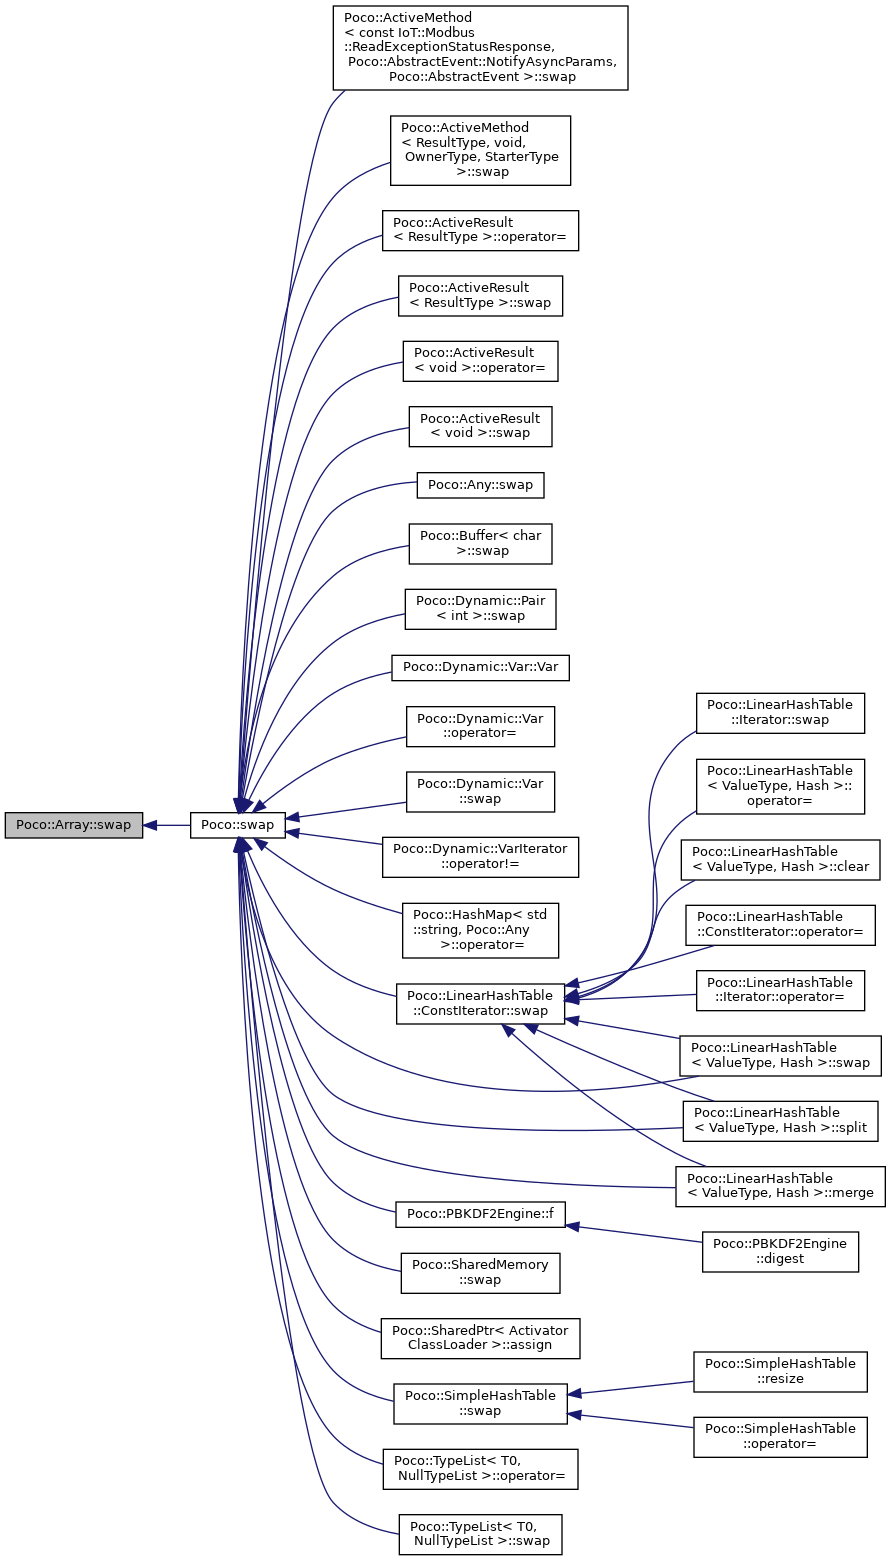 Poco::ActiveMethod
< const IoT::Modbus
::ReadExceptionStatusResponse,
Poco::AbstractEvent::NotifyAsyncParams,
Poco::AbstractEvent >::swap
Poco::ActiveMethod
< ResultType, void,
OwnerType, StarterType
>::swap
Poco::ActiveResult
< ResultType >::operator=
Poco::ActiveResult
< ResultType >::swap
Poco::ActiveResult
< void >::operator=
Poco::ActiveResult
< void >::swap
Poco::Any::swap
Poco::Buffer< char
>::swap
Poco::Dynamic::Pair
< int >::swap
Poco::Dynamic::Var::Var
Poco::Dynamic::Var
::operator=
Poco::Dynamic::Var
::swap
Poco::Array::swap
Poco::swap
Poco::Dynamic::VarIterator
::operator!=
Poco::HashMap< std
::string, Poco::Any
>::operator=
Poco::LinearHashTable
::ConstIterator::swap
Poco::LinearHashTable
::Iterator::swap
Poco::LinearHashTable
< ValueType, Hash >::
operator=
Poco::LinearHashTable
< ValueType, Hash >::clear
Poco::LinearHashTable
::ConstIterator::operator=
Poco::LinearHashTable
::Iterator::operator=
Poco::LinearHashTable
< ValueType, Hash >::swap
Poco::LinearHashTable
< ValueType, Hash >::split
Poco::LinearHashTable
< ValueType, Hash >::merge
Poco::PBKDF2Engine::f
Poco::PBKDF2Engine
::digest
Poco::SharedMemory
::swap
Poco::SharedPtr< Activator
ClassLoader >::assign
Poco::SimpleHashTable
::swap
Poco::SimpleHashTable
::resize
Poco::SimpleHashTable
::operator=
Poco::TypeList< T0,
NullTypeList >::operator=
Poco::TypeList< T0,
NullTypeList >::swap